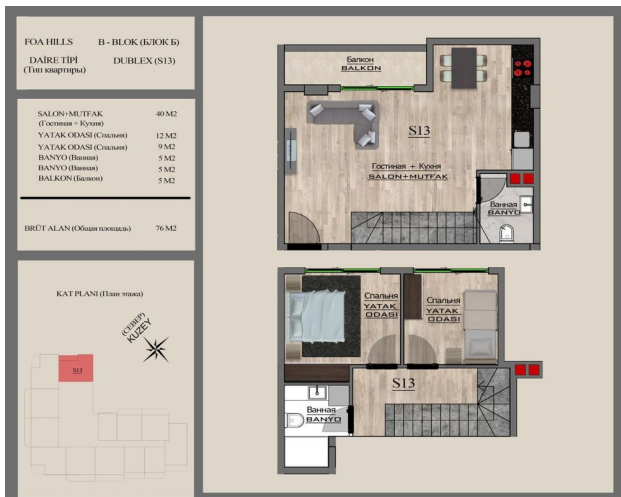 FOA HILLS B - BLOK (БЛОК Б)
DAİRE TİPİ DUBLEX (S13)
(Тип квартиры)
SALON+MUTFAK 40 M2
(Гостиная + Кухня)
YATAK ODASI (Спальня) 12 M2
YATAK ODASI (Спальня) 9 M2
BANYO (Ванная) 5 M2
BANYO (Ванная) 5 M2
BALKON (Балкон) 5 M2
BRÜT ALAN (Общая площадь) 76 M2
KAT PLANI (План этажа)
(СЕВЕР)
KUZEY
S13
Балкон
BALKON
S13
Гостиная + Кухня
SALON+MUTFAK
Ванная
BANYO
Спальня
YATAK
ODASI
Спальня
YATAK
ODASI
S13
Ванная
BANYO